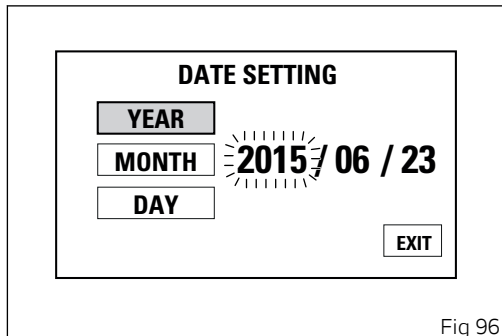 DATE SETTING
YEAR
MONTH
2015 / 06 / 23
DAY
EXIT
Fig 96